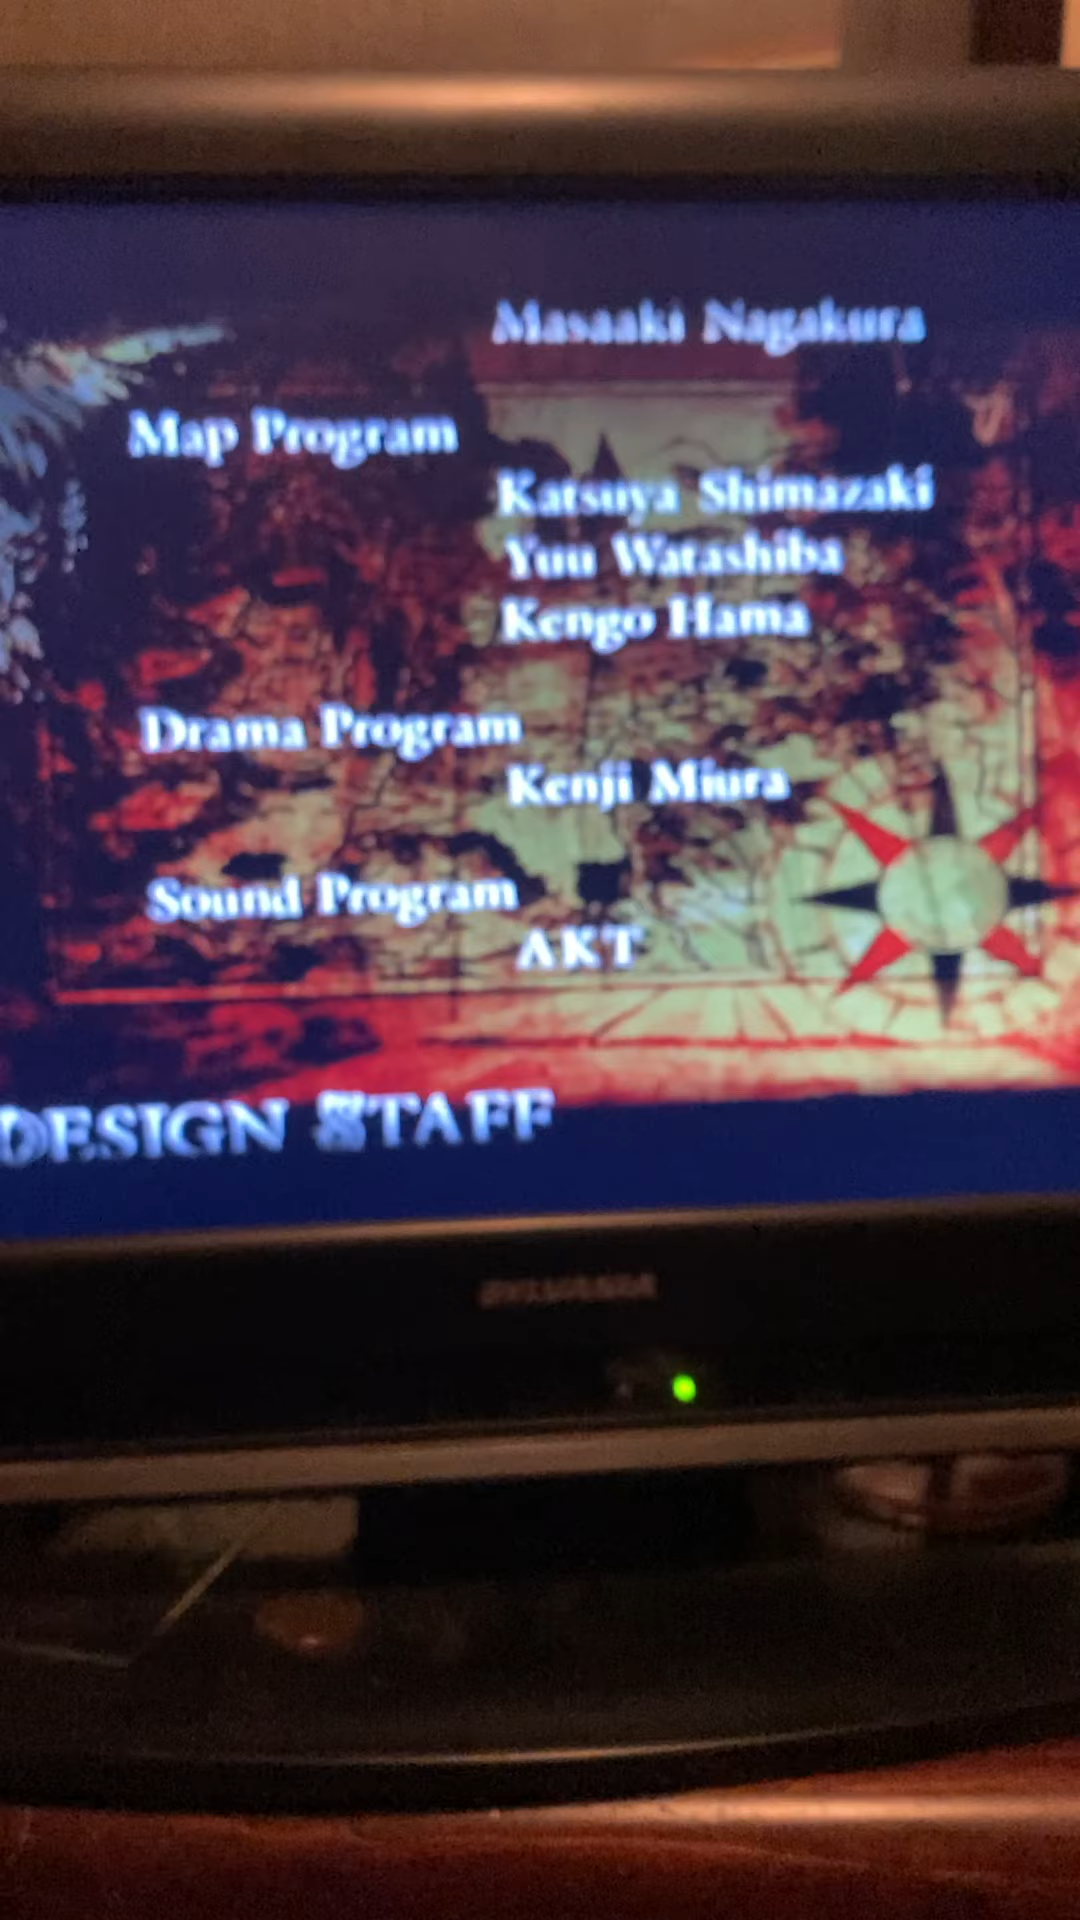 Masaaki Nagakura
Map Program
Katsuya Shimazaki
Yuu Watashiba
Kengo Hama
Drama Program
Kenji Miura
Sound Program
AKT
DESIGN STAFF